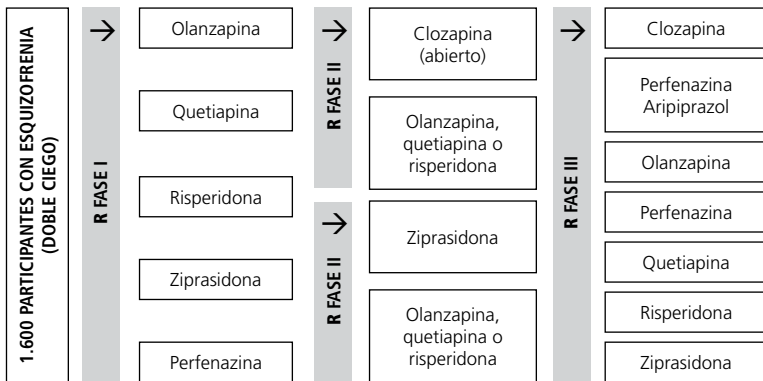 1.600 PARTICIPANTES CON ESQUIZOFRENIA
(DOBLE CIEGO)
→
R FASE I
Olanzapina
Quetiapina
Risperidona
Ziprasidona
Perfenazina
→
R FASE II
Clozapina
(abierto)
Olanzapina,
quetiapina o
risperidona
→
R FASE II
Ziprasidona
Olanzapina,
quetiapina o
risperidona
→
R FASE III
Clozapina
Perfenazina
Aripiprazol
Olanzapina
Perfenazina
Quetiapina
Risperidona
Ziprasidona